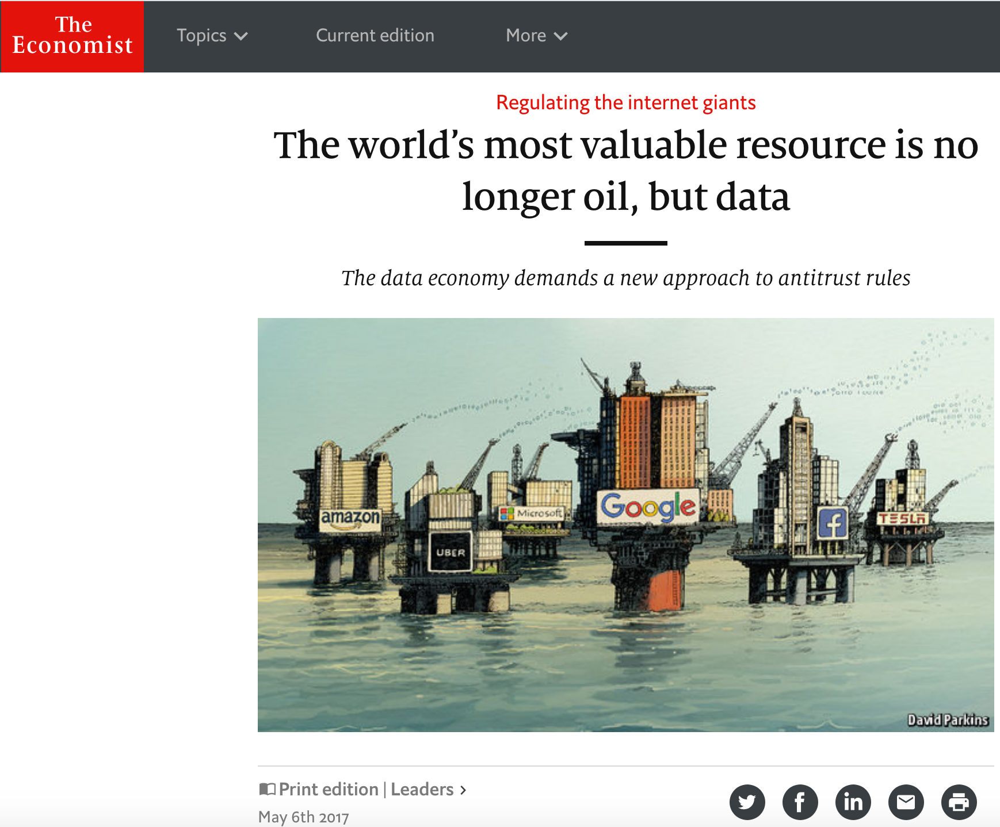 The
Economist
Topics
Current edition
More
Regulating the internet giants
The world’s most valuable resource is no
longer oil, but data
The data economy demands a new approach to antitrust rules
amazon
UBER
Microsoft
Google
f
TESLA
David Parkins
Print edition | Leaders ›
May 6th 2017
f
in